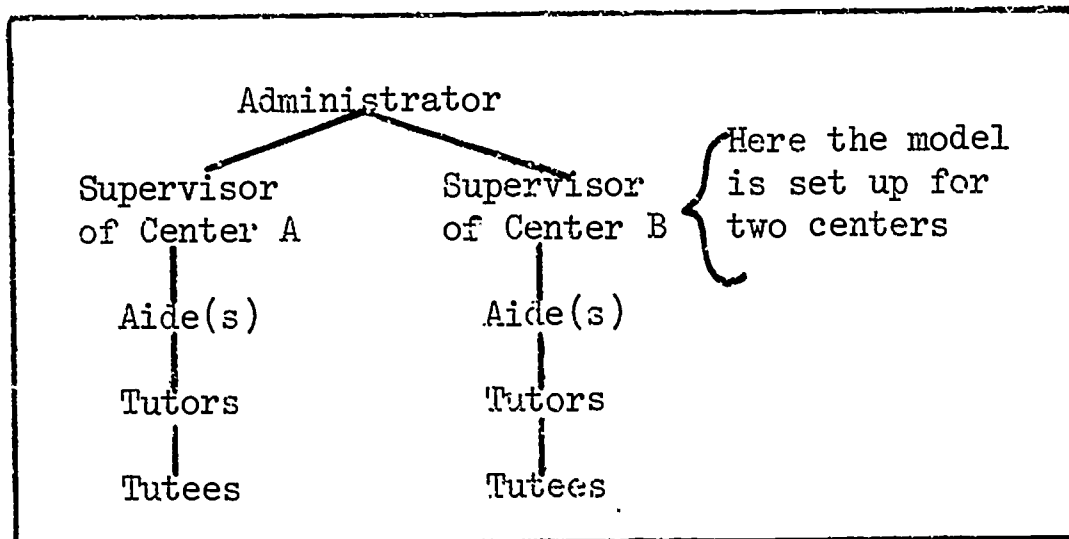 Administrator
Supervisor
of Center A
Supervisor
of Center B
Here the model
is set up for
two centers
Aide(s)
Aide(s)
Tutors
Tutors
Tutees
Tutees